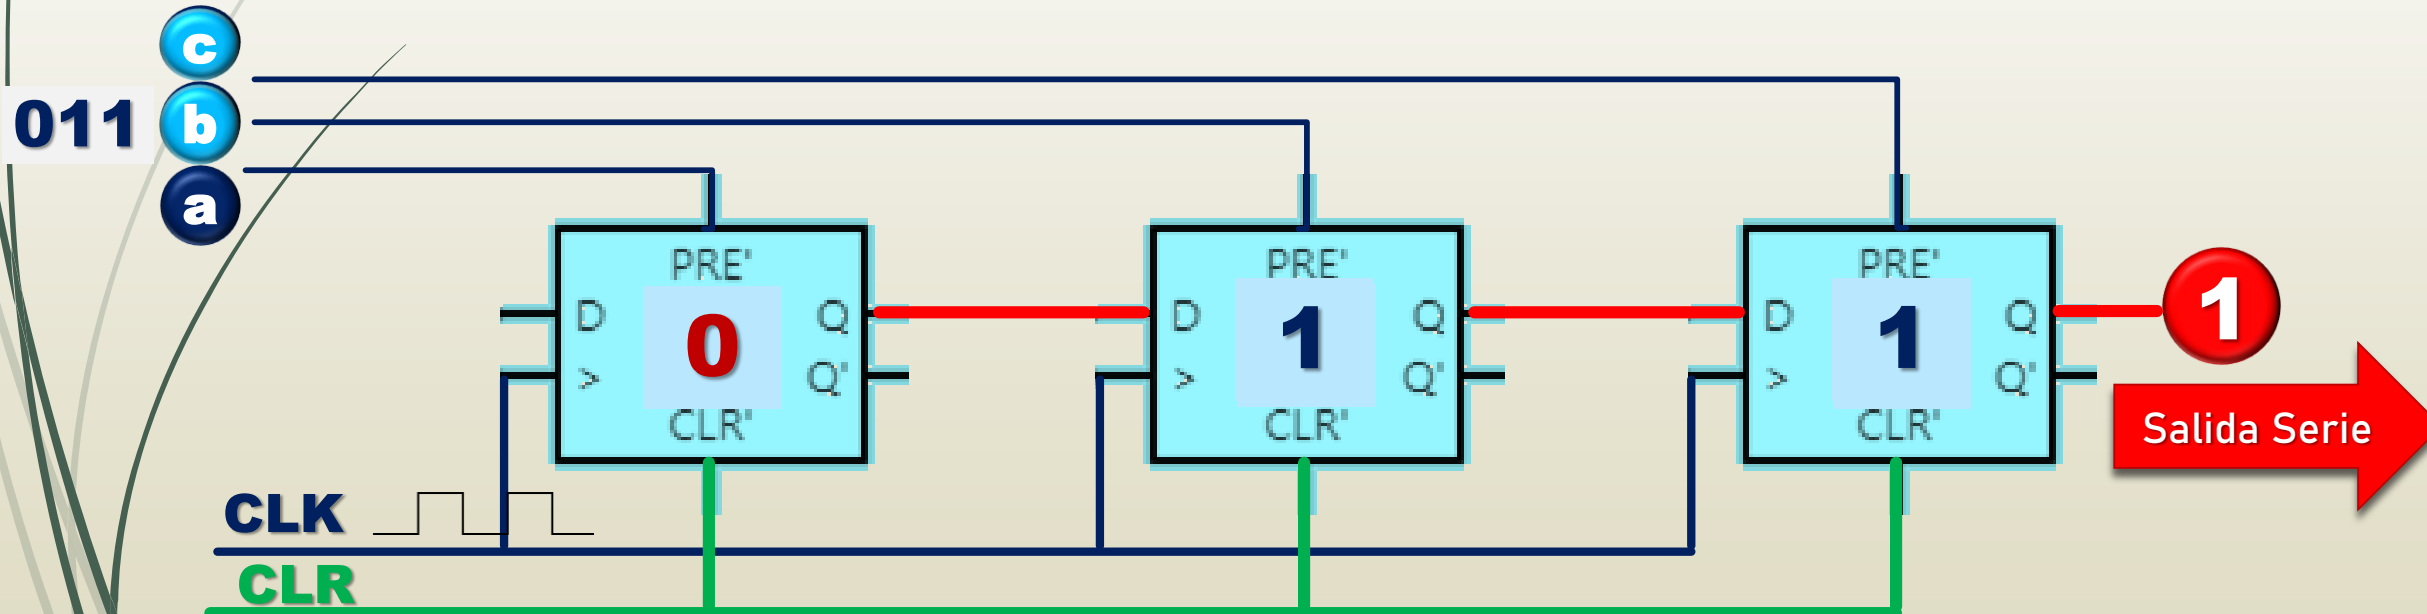 c
011
b
a
PRE'
PRE'
PRE'
D
0
Q
D
1
Q
D
1
Q
1
>
Q'
>
Q'
>
Q'
CLR'
CLR'
CLR'
Salida Serie
CLK
CLR